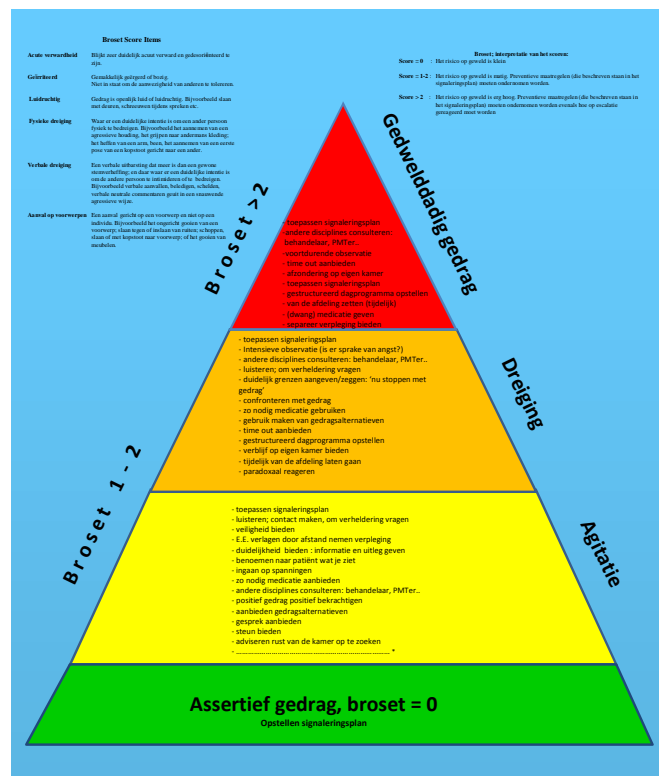 Broset Score Items
Acute verwardheid Blijkt zeer duidelijk acuut verward en gedesoriënteerd te
zijn.
Geïrriteerd Gemakkelijk geërgerd of boezig.
Niet in staat om de aanwezigheid van anderen te tolereren.
Luidruchtig Gedrag is openlijk luid of luidruchtig. Bijvoorbeeld slaan
met deuren, schreeuwen tijdens spreken etc.
Fysieke dreiging Waar er een duidelijke intentie is om een ander persoon
fysiek te bedreigen. Bijvoorbeeld het aannemen van een
agressieve houding, het grijpen naar andermans kleding;
het heffen van een arm, been, het aannemen van een eerste
pose van een kopstoot gericht naar een ander.
Verbale dreiging Een verbale uitbarsting dat meer is dan een gewone
stemverheffing; en daar waar er een duidelijke intentie is
om de andere persoon te intimideren of te bedreigen.
Bijvoorbeeld verbale aanvallen, beledigen, schelden,
verbale neutrale commentaren geuit in een snauwende
agressieve wijze.
Aanval op voorwerpen Een aanval gericht op een voorwerp en niet op een
individu. Bijvoorbeeld het ongericht gooien van een
voorwerp; slaan tegen of inslaan van ruiten; schoppen,
slaan of met kopstoot naar voorwerp; of het gooien van
meubelen.
Broset; interpretatie van het scoren:
Score = 0 : Het risico op geweld is klein
Score = 1-2 : Het risico op geweld is matig. Preventieve maatregelen (die beschreven staan in het
signaleringsplan) moeten ondernomen worden
Score > 2 : Het risico op geweld is erg hoog. Preventieve maatregelen (die beschreven staan in
het signaleringsplan) moeten ondernomen worden evenals hoe op escalatie
gereageerd moet worden
Broset >2
Gedwelddadig gedrag
- toepassen signaleringsplan
-andere disciplines consulteren:
behandelaar, PMTer..
-voortdurende observatie
- time out aanbieden
- afzondering op eigen kamer
- toepassen signaleringsplan
- gestructureerd dagprogramma opstellen
- van de afdeling zetten (tijdelijk)
- (dwang) medicatie geven
- separeer verpleging bieden
Dreiging
- toepassen signaleringsplan
- Intensieve observatie (is er sprake van angst?)
- andere disciplines consulteren: behandelaar, PMTer..
- luisteren; om verheldering vragen
- duidelijk grenzen aangeven/zeggen: 'nu stoppen met
gedrag'
- confronteren met gedrag
- zo nodig medicatie gebruiken
- gebruik maken van gedragsalternatieven
- time out aanbieden
- gestructureerd dagprogramma opstellen
- verblijf op eigen kamer bieden
- tijdelijk van de afdeling laten gaan
- paradoxaal reageren
Broset 1 - 2
Agitatie
- toepassen signaleringsplan
- luisteren; contact maken, om verheldering vragen
- veiligheid bieden
- E.E. verlagen door afstand nemen verpleging
- duidelijkheid bieden : informatie en uitleg geven
- benoemen naar patiënt wat je ziet
- ingaan op spanningen
- zo nodig medicatie aanbieden
- andere disciplines consulteren: behandelaar, PMTer..
- positief gedrag positief bekrachtigen
- aanbieden gedragsalternatieven
- gesprek aanbieden
- steun bieden
- adviseren rust van de kamer op te zoeken
- ........................................................................ *
Assertief gedrag, broset = 0
Opstellen signaleringsplan